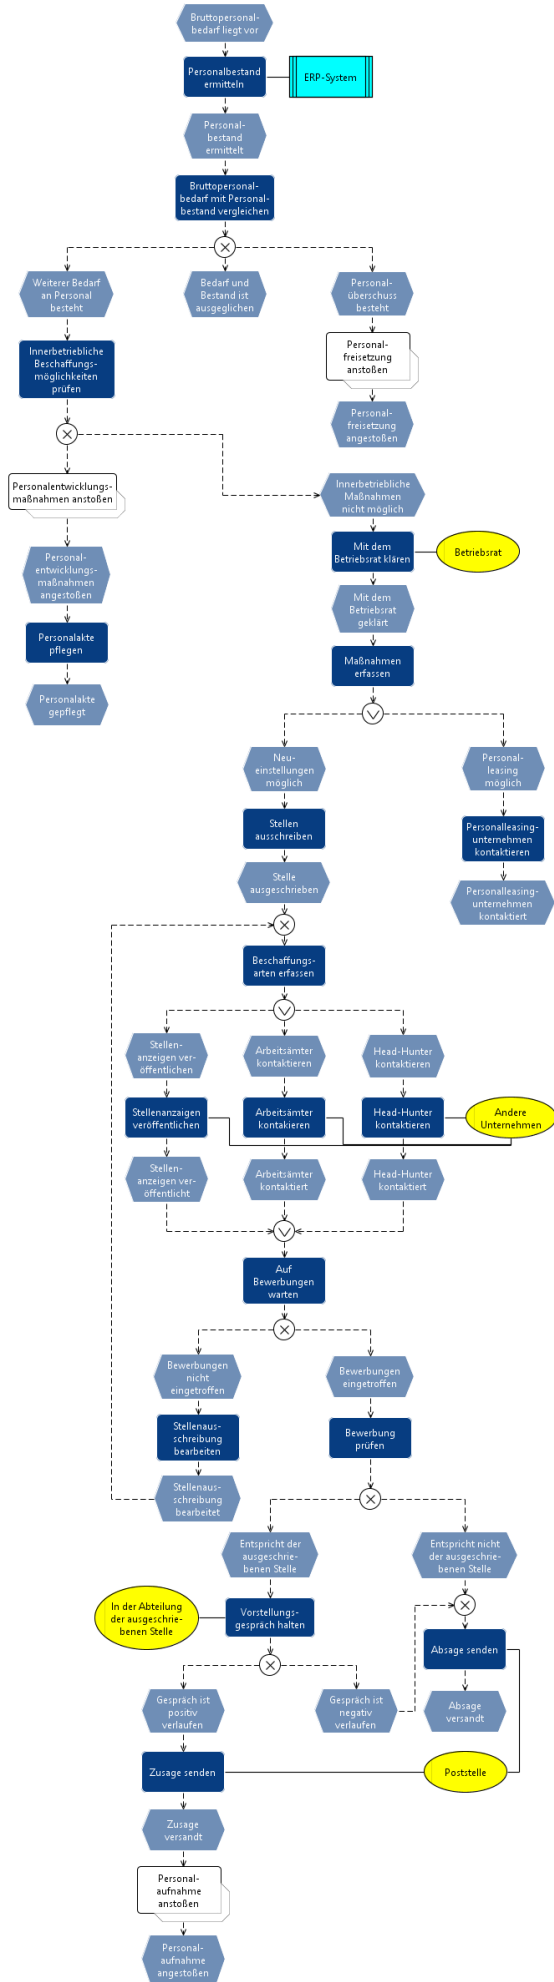 Bruttopersonal-
bedarf liegt vor
Personalbestand
ermitteln
ERP-System
Personal-
bestand
ermittelt
Bruttopersonal-
bedarf mit Personal-
bestand vergleichen
Weiterer Bedarf
an Personal
besteht
Bedarf und
Bestand ist
ausgeglichen
Personal-
überschuss
besteht
Innerbetriebliche
Beschaffungs-
möglichkeiten
prüfen
Personal-
freisetzung
anstoßen
Personal-
freisetzung
angestoßen
Personalentwicklungs-
maßnahmen anstoßen
Innerbetriebliche
Maßnahmen
nicht möglich
Personal-
entwicklungs-
maßnahmen
angestoßen
Mit dem
Betriebsrat klären
Betriebsrat
Personalakte
pflegen
Mit dem
Betriebsrat
geklärt
Personalakte
gepflegt
Maßnahmen
erfassen
Neu-
einstellungen
möglich
Personal-
leasing
möglich
Stellen
ausschreiben
Personalleasing-
unternehmen
kontaktieren
Stelle
ausgeschrieben
Personalleasing-
unternehmen
kontaktiert
Beschaffungs-
arten erfassen
Stellen-
anzeigen ver-
öffentlichen
Arbeitsämter
kontaktieren
Head-Hunter
kontaktieren
Stellenanzaigen
veröffentlichen
Arbeitsämter
kontakieren
Head-Hunter
kontaktieren
Andere
Unternehmen
Stellen-
anzeigen ver-
öffentlicht
Arbeitsämter
kontaktiert
Head-Hunter
kontaktiert
Auf
Bewerbungen
warten
Bewerbungen
nicht
eingetroffen
Bewerbungen
eingetroffen
Stellenaus-
schreibung
bearbeiten
Bewerbung
prüfen
Stellenaus-
schreibung
bearbeitet
Entspricht der
ausgeschrie-
benen Stelle
Entspricht nicht
der ausgeschrie-
benen Stelle
In der Abteilung
der ausgeschrie-
benen Stelle
Vorstellungs-
gespräch halten
Absage senden
Gespräch ist
positiv
verlaufen
Gespräch ist
negativ
verlaufen
Absage
versandt
Zusage senden
Poststelle
Zusage
versandt
Personal-
aufnahme
anstoßen
Personal-
aufnahme
angestoßen